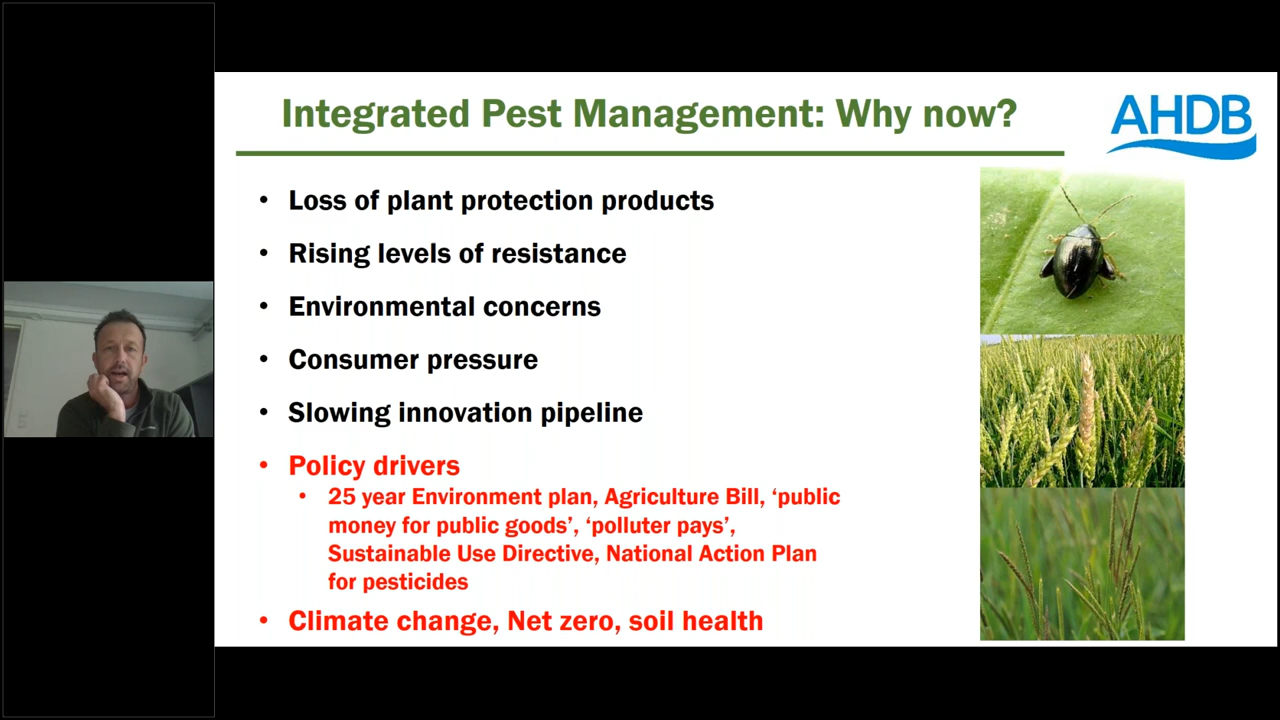 Integrated Pest Management: Why now?
AHDB
• Loss of plant protection products
• Rising levels of resistance
• Environmental concerns
• Consumer pressure
• Slowing innovation pipeline
• Policy drivers
• 25 year Environment plan, Agriculture Bill, ‘public
money for public goods’, ‘polluter pays’,
Sustainable Use Directive, National Action Plan
for pesticides
• Climate change, Net zero, soil health